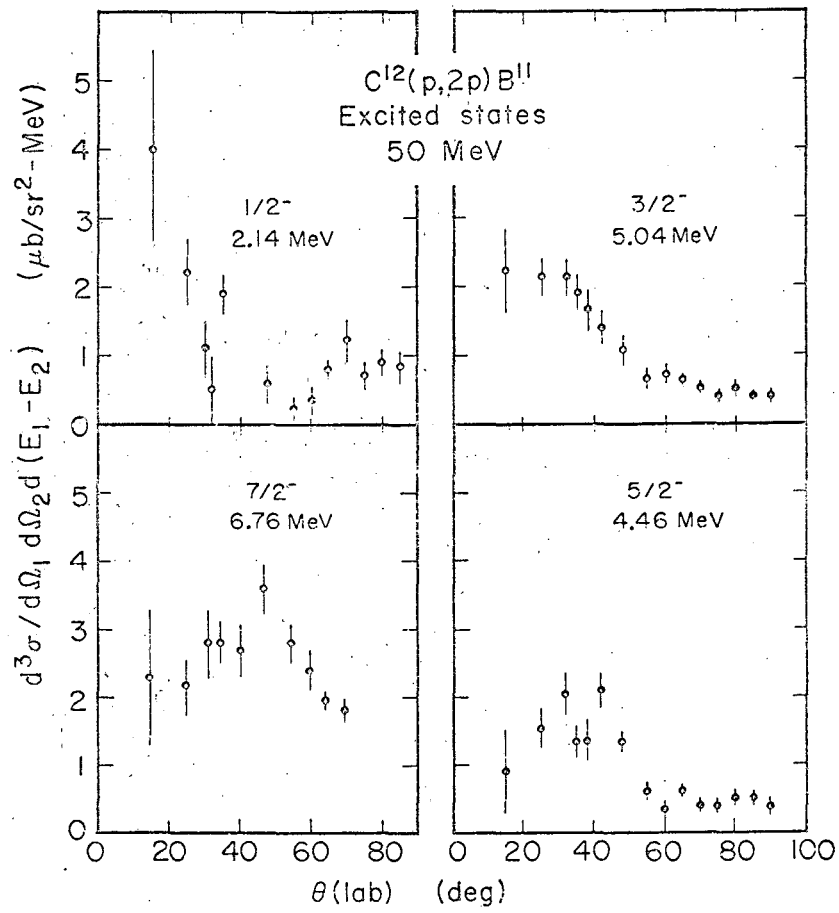 C¹²(p,2p)B¹¹
Excited states
50 MeV
d³σ/dΩ₁ dΩ₂d (E₁-E₂) (μb/sr²-MeV)
5
4
3
2
1
0
1/2⁻
2.14 MeV
3/2⁻
5.04 MeV
5
4
3
2
1
0
7/2⁻
6.76 MeV
5/2⁻
4.46 MeV
0 20 40 60 80 0 20 40 60 80 100
θ(lab) (deg)